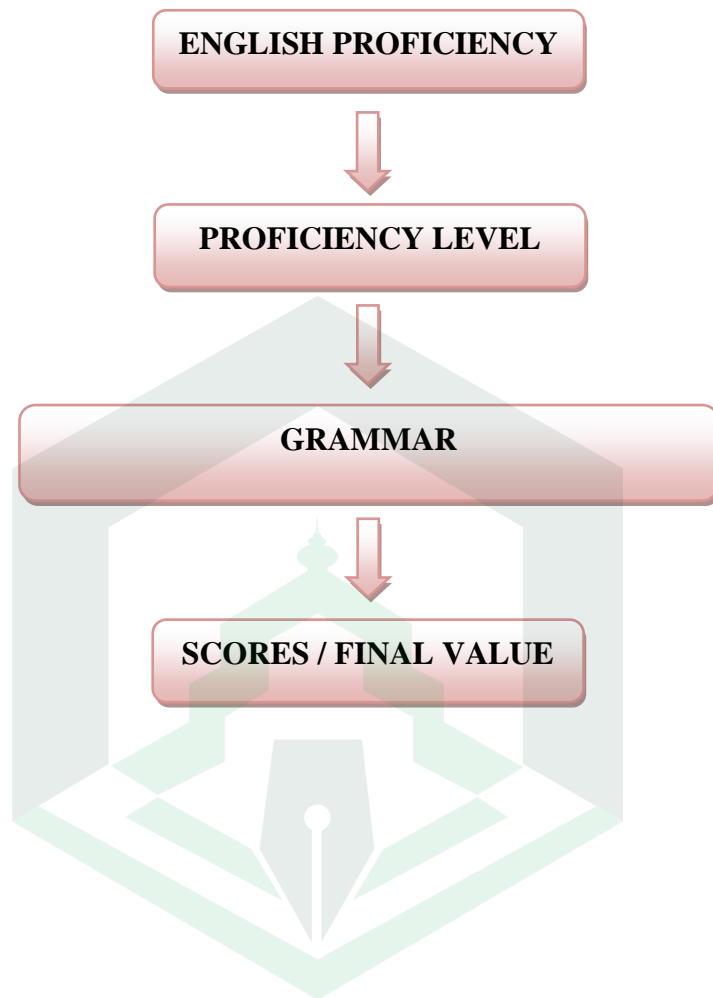 ENGLISH PROFICIENCY
PROFICIENCY LEVEL
GRAMMAR
SCORES / FINAL VALUE